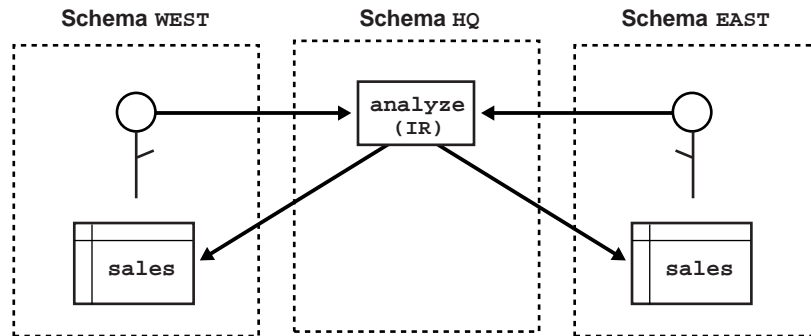 Schema WEST
Schema HQ
Schema EAST
analyze
(IR)
sales
sales